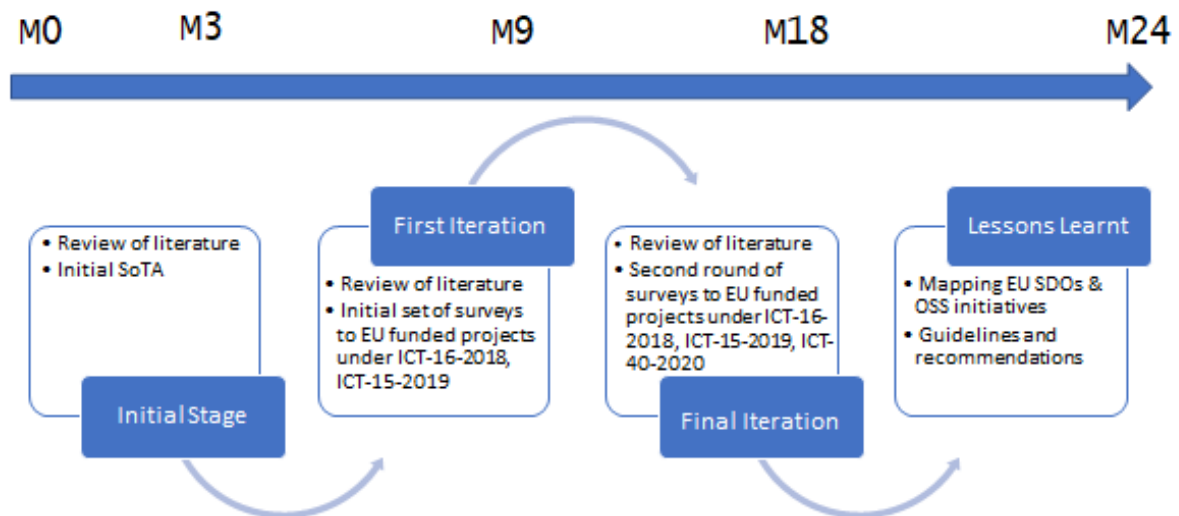 M0 M3 M9 M18 M24
• Review of literature
• Initial SoTA
Initial Stage
First Iteration
• Review of literature
• Initial set of surveys
to EU funded projects
under ICT-16-2018,
ICT-15-2019
• Review of literature
• Second round of
surveys to EU funded
projects under ICT-16-
2018, ICT-15-2019, ICT-
40-2020
Final Iteration
Lessons Learnt
• Mapping EU SDOs &
OSS initiatives
• Guidelines and
recommendations